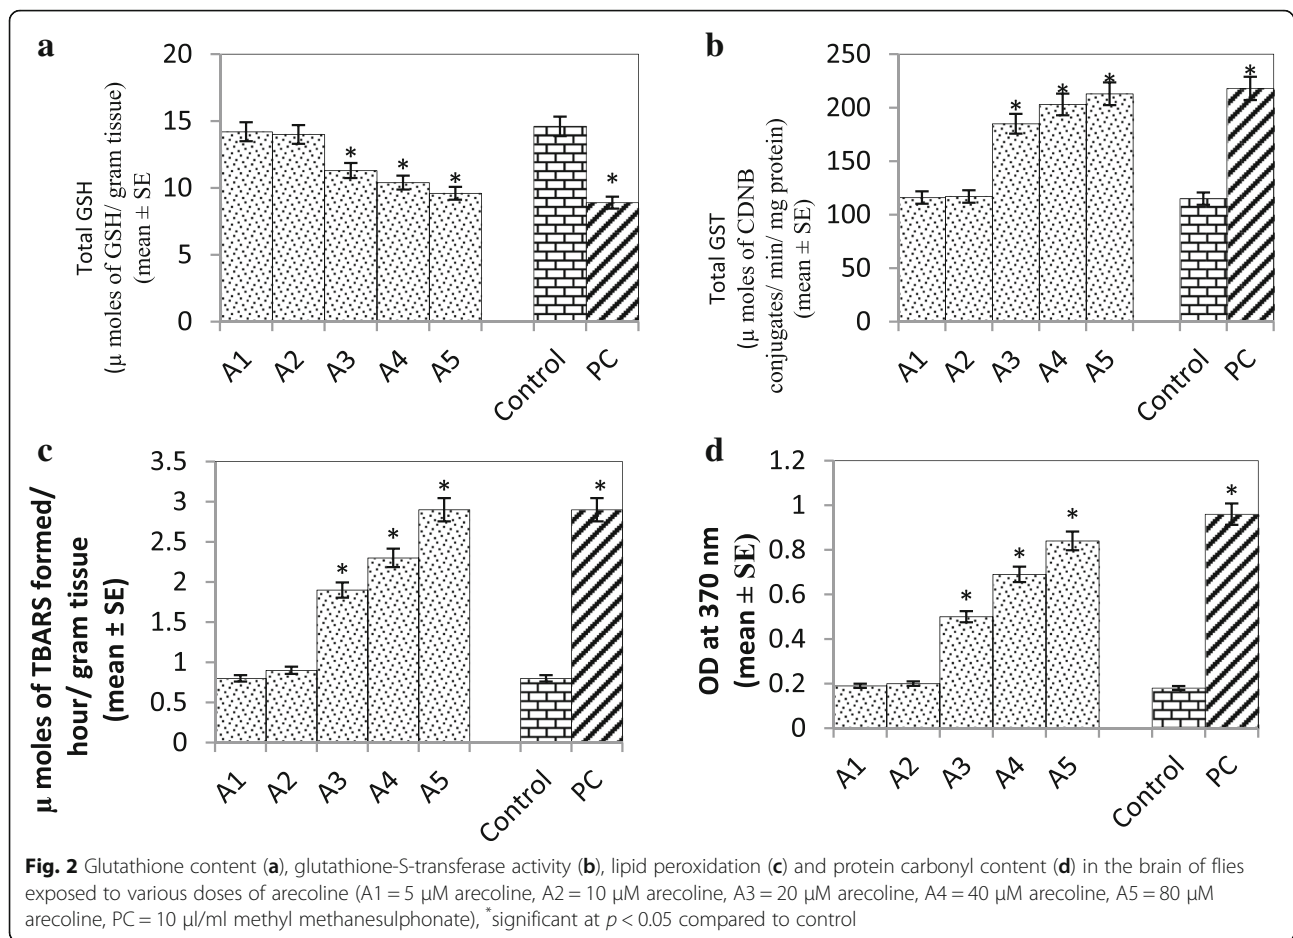 a
Total GSH
(µ moles of GSH/ gram tissue)
(mean ± SE
20
15
10
5
0
*
*
*
*
A1
A2
A3
A4
A5
Control
PC
b
Total GST
(µ moles of CDNB
conjugates/ min/ mg protein)
(mean ± SE)
250
200
150
100
50
0
*
*
*
*
A1
A2
A3
A4
A5
Control
PC
c
µ moles of TBARS formed/
hour/ gram tissue
(mean ± SE)
3.5
3
2.5
2
1
0.5
0
*
*
*
*
A1
A2
A3
A4
A5
Control
PC
d
OD at 370 nm
(mean ± SE)
1.2
1
0.8
0.6
0.4
0.2
0
*
*
*
*
A1
A2
A3
A4
A5
Control
PC
Fig. 2 Glutathione content (a), glutathione-S-transferase activity (b), lipid peroxidation (c) and protein carbonyl content (d) in the brain of flies
exposed to various doses of arecoline (A1 = 5 µM arecoline, A2 = 10 µM arecoline, A3 = 20 µM arecoline, A4 = 40 µM arecoline, A5 = 80 µM
arecoline, PC = 10 µl/ml methyl methanesulphonate), *significant at p < 0.05 compared to control